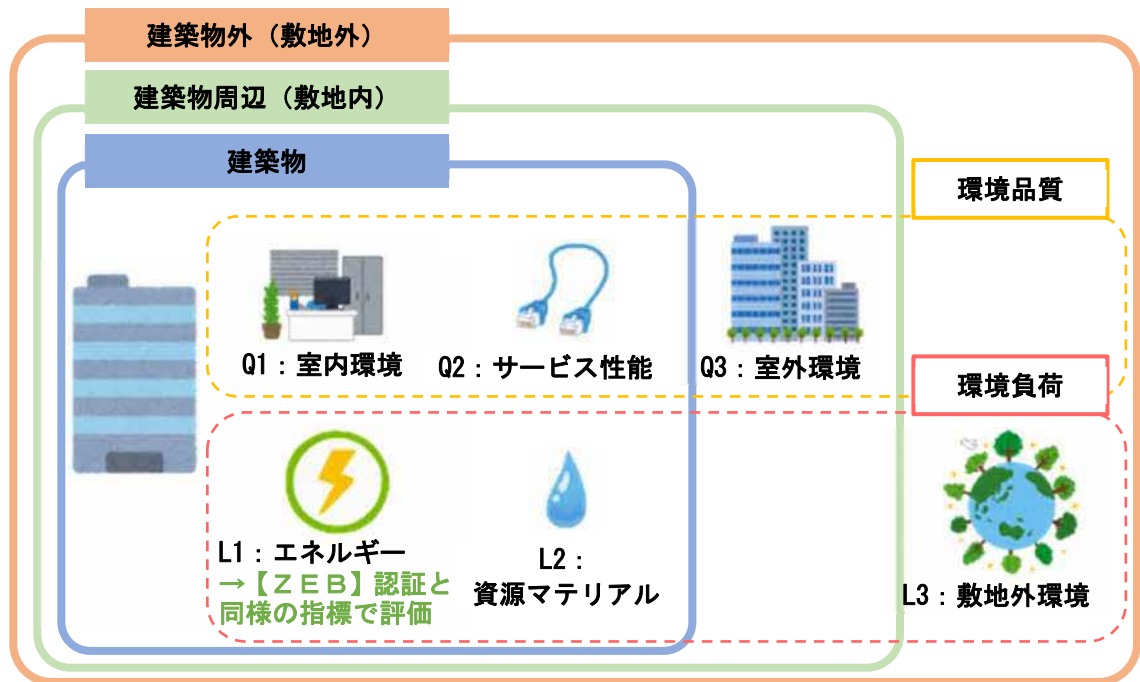 建築物外（敷地外）
建築物周辺（敷地内）
建築物
環境品質
Q1：室内環境
Q2：サービス性能
Q3：室外環境
環境負荷
L1：エネルギー
→【ＺＥＢ】認証と
同様の指標で評価
L2：
資源マテリアル
L3：敷地外環境